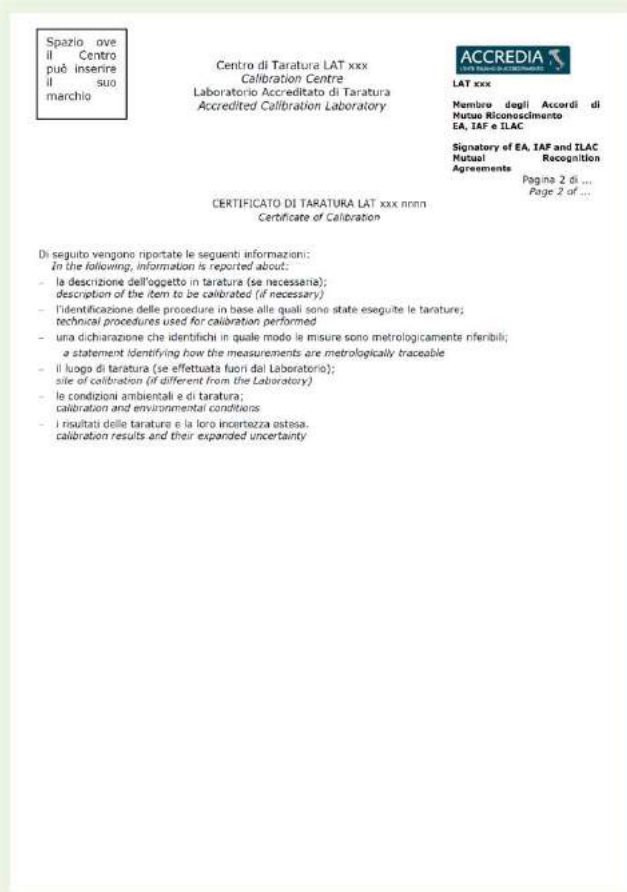 Spazio ove
il Centro
può inserire
il suo
marchio
Centro di Taratura LAT xxx
Calibration Centre
Laboratorio Accreditato di Taratura
Accredited Calibration Laboratory
ACCREDIA
L'ENTE ITALIANO DI ACCREDITAMENTO
LAT xxx
Membro degli Accordi di
Mutuo Riconoscimento
EA, IAF e ILAC
Signatory of EA, IAF and ILAC
Mutual Recognition
Agreements
Pagina 2 di ...
Page 2 of ...
CERTIFICATO DI TARATURA LAT xxx nnnn
Certificate of Calibration
Di seguito vengono riportate le seguenti informazioni:
In the following, information is reported about:
– la descrizione dell'oggetto in taratura (se necessaria);
description of the item to be calibrated (if necessary)
– l'identificazione delle procedure in base alle quali sono state eseguite le tarature;
technical procedures used for calibration performed
– una dichiarazione che identifichi in quale modo le misure sono metrologicamente riferibili;
a statement identifying how the measurements are metrologically traceable
– il luogo di taratura (se effettuata fuori dal Laboratorio);
site of calibration (if different from the Laboratory)
– le condizioni ambientali e di taratura;
calibration and environmental conditions
– i risultati delle tarature e la loro incertezza estesa.
calibration results and their expanded uncertainty